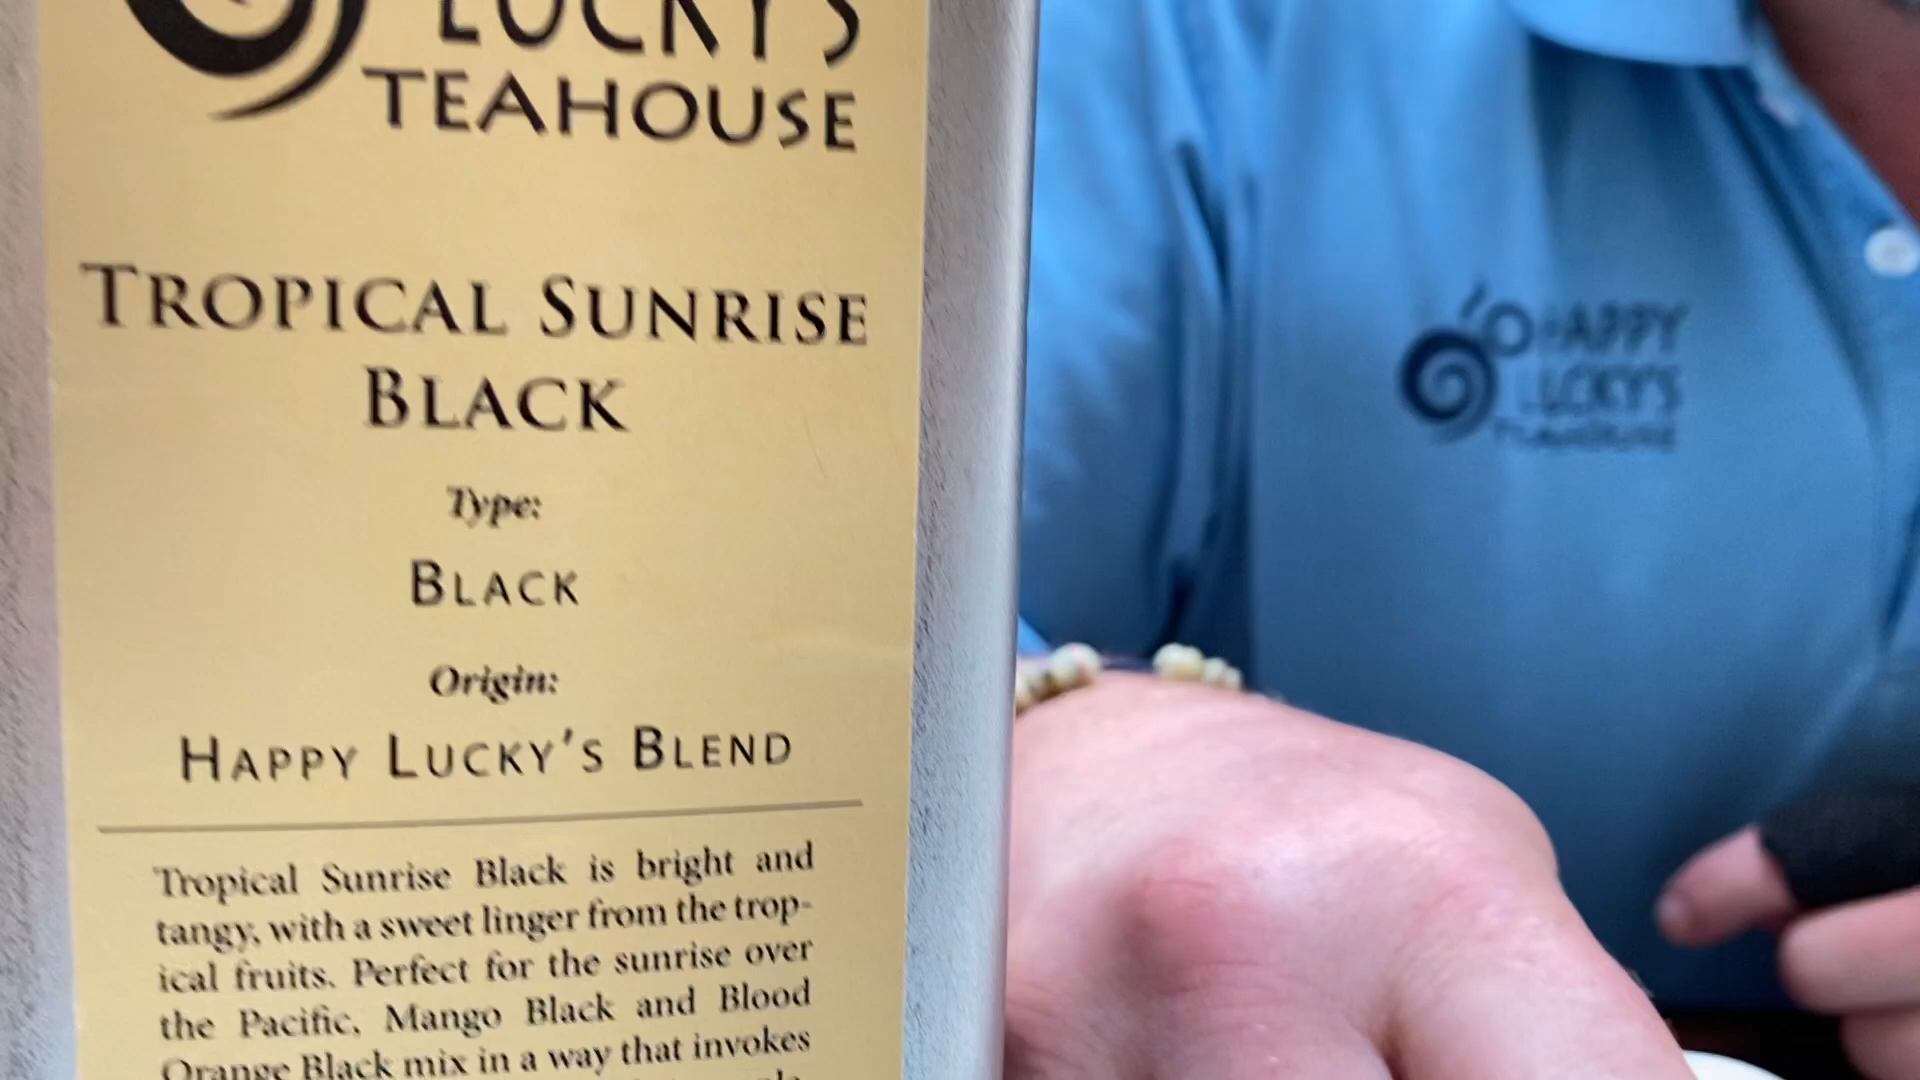 LUCKY'S
TEAHOUSE
TROPICAL SUNRISE
BLACK
Type:
BLACK
Origin:
HAPPY LUCKY'S BLEND
Tropical Sunrise Black is bright and
tangy, with a sweet linger from the trop-
ical fruits. Perfect for the sunrise over
the Pacific, Mango Black and Blood
Orange Black mix in a way that invokes
HAPPY
LUCKY'S
TEAHOUSE